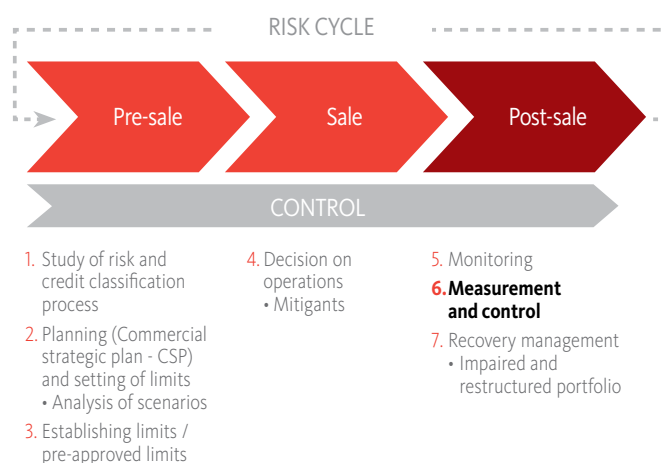 RISK CYCLE
Pre-sale
Sale
Post-sale
CONTROL
1. Study of risk and
credit classification
process
2. Planning (Commercial
strategic plan - CSP)
and setting of limits
• Analysis of scenarios
3. Establishing limits /
pre-approved limits
4. Decision on
operations
• Mitigants
5. Monitoring
6. Measurement
and control
7. Recovery management
• Impaired and
restructured portfolio